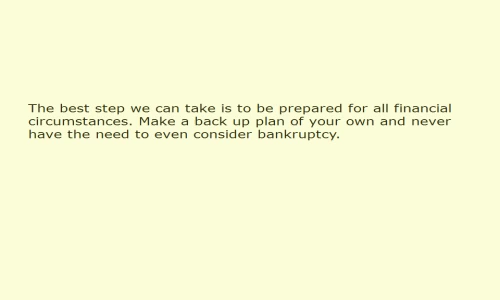 The best step we can take is to be prepared for all financial
circumstances. Make a back up plan of your own and never
have the need to even consider bankruptcy.